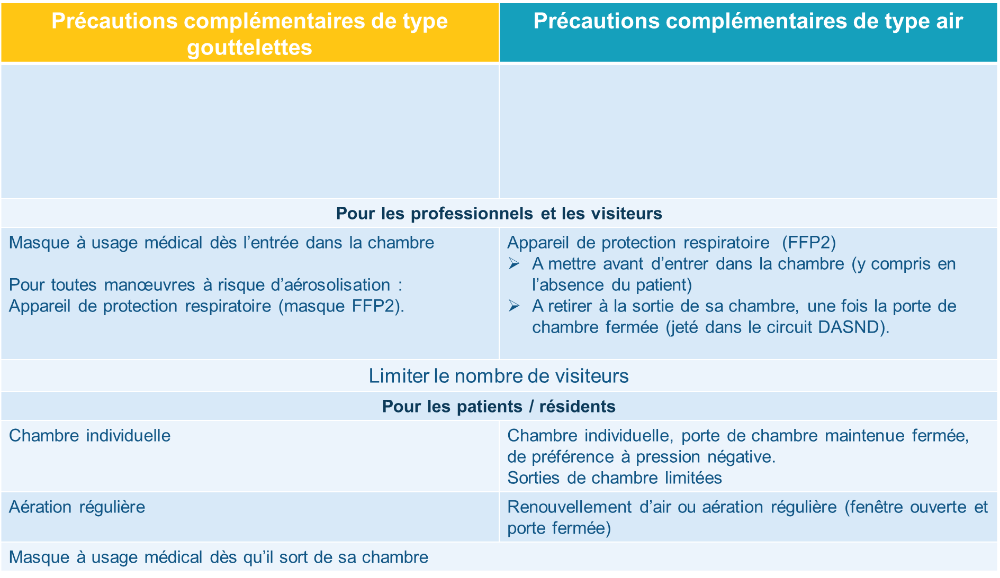 Précautions complémentaires de type
gouttelettes
Précautions complémentaires de type air
Pour les professionnels et les visiteurs
Masque à usage médical dès l’entrée dans la chambre
Pour toutes manœuvres à risque d’aérosolisation :
Appareil de protection respiratoire (masque FFP2).
Appareil de protection respiratoire (FFP2)
➢ A mettre avant d’entrer dans la chambre (y compris en
l’absence du patient)
➢ A retirer à la sortie de sa chambre, une fois la porte de
chambre fermée (jeté dans le circuit DASND).
Limiter le nombre de visiteurs
Pour les patients / résidents
Chambre individuelle
Chambre individuelle, porte de chambre maintenue fermée,
de préférence à pression négative.
Sorties de chambre limitées
Aération régulière
Renouvellement d’air ou aération régulière (fenêtre ouverte et
porte fermée)
Masque à usage médical dès qu’il sort de sa chambre